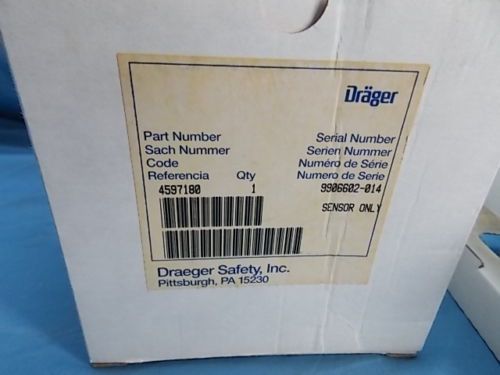 Dräger
Part Number Serial Number
Sach Nummer Serien Nummer
Code Numéro de Série
Referencia Qty Numero de Serie
4597180 1 9906602-014
SENSOR ONLY
Draeger Safety, Inc.
Pittsburgh, PA 15230